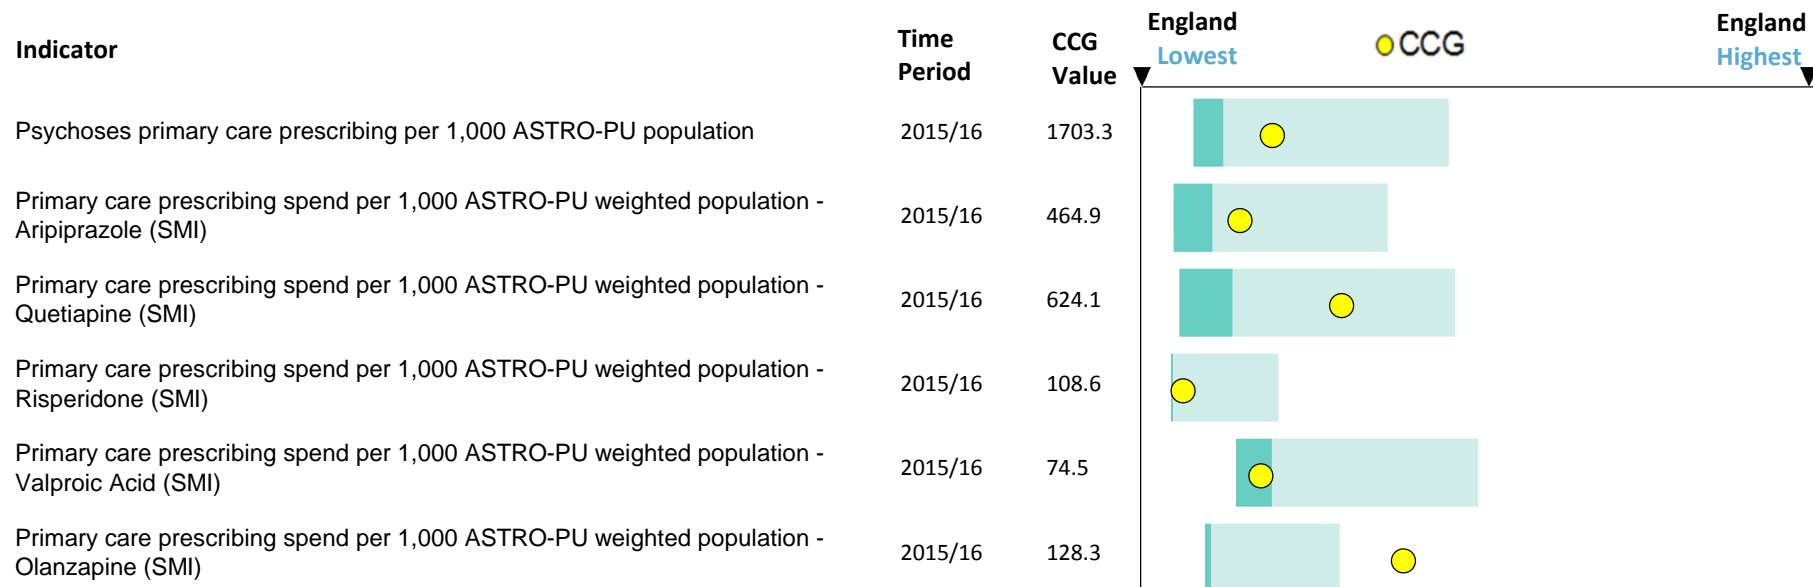 Indicator
Time
Period
CCG
Value
England
Lowest
CCG
England
Highest
Psychoses primary care prescribing per 1,000 ASTRO-PU population
2015/16
1703.3
Primary care prescribing spend per 1,000 ASTRO-PU weighted population -
Aripiprazole (SMI)
2015/16
464.9
Primary care prescribing spend per 1,000 ASTRO-PU weighted population -
Quetiapine (SMI)
2015/16
624.1
Primary care prescribing spend per 1,000 ASTRO-PU weighted population -
Risperidone (SMI)
2015/16
108.6
Primary care prescribing spend per 1,000 ASTRO-PU weighted population -
Valproic Acid (SMI)
2015/16
74.5
Primary care prescribing spend per 1,000 ASTRO-PU weighted population -
Olanzapine (SMI)
2015/16
128.3